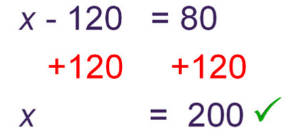 x - 120 = 80
+120 +120
x = 200 ✓